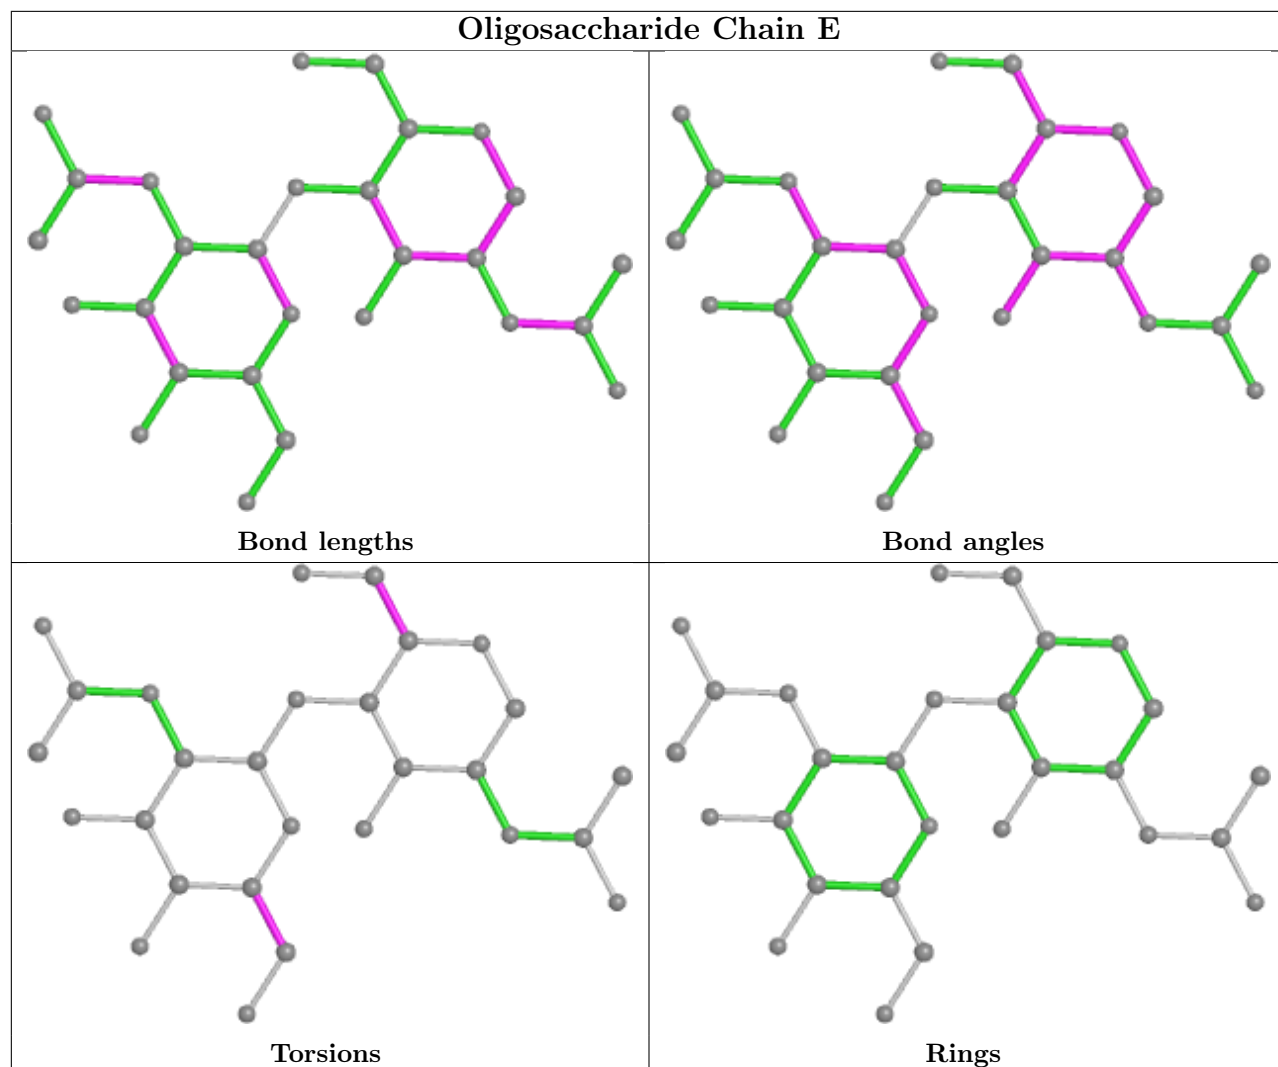 Oligosaccharide Chain E
Bond lengths
Bond angles
Torsions
Rings